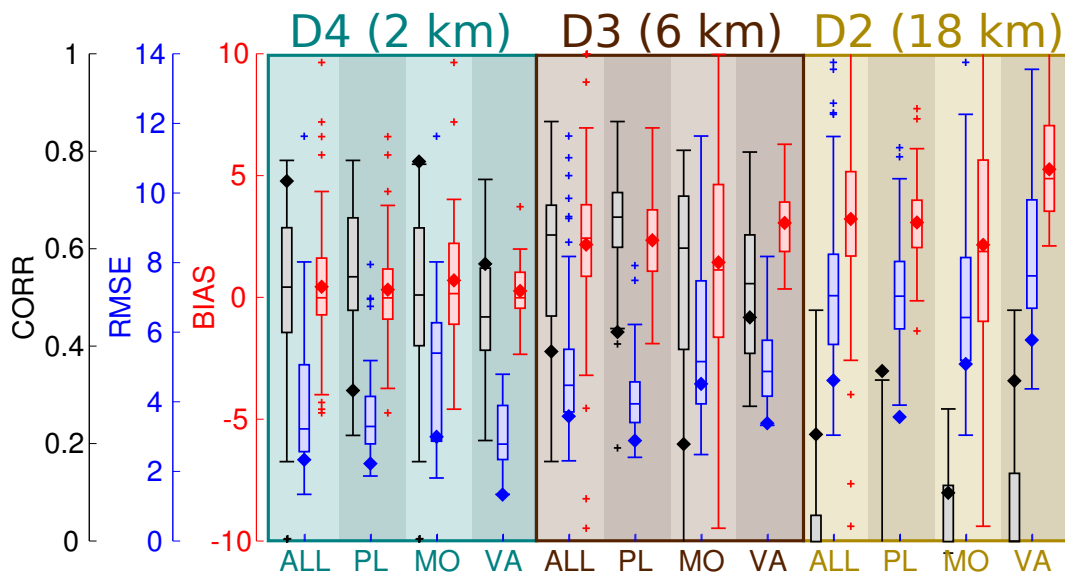 D4 (2 km) D3 (6 km) D2 (18 km)
1 14 10
12
0.8
10 5
0.6
8
CORR RMSE BIAS
0
6
0.4
4 -5
0.2
2
0 0 -10
ALL PL MO VA ALL PL MO VA ALL PL MO VA